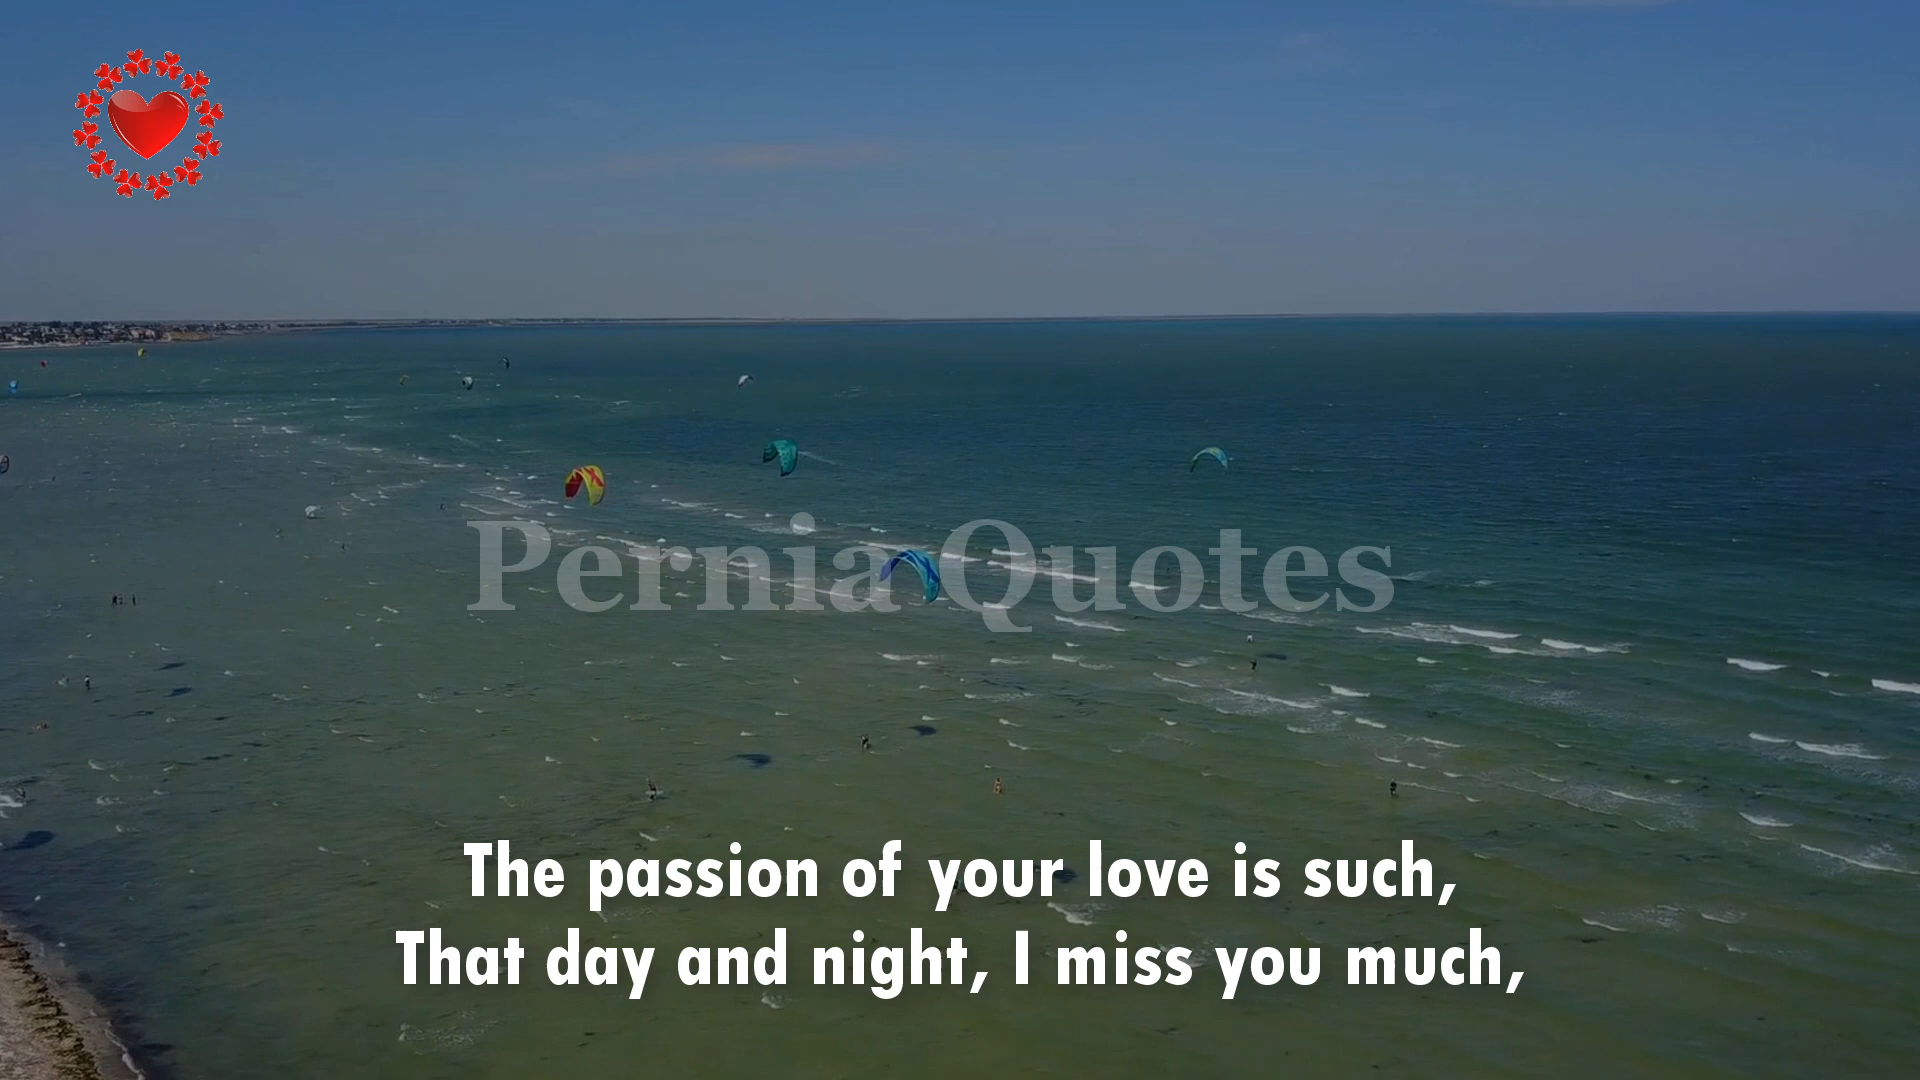 Pernia Quotes
The passion of your love is such,
That day and night, I miss you much,